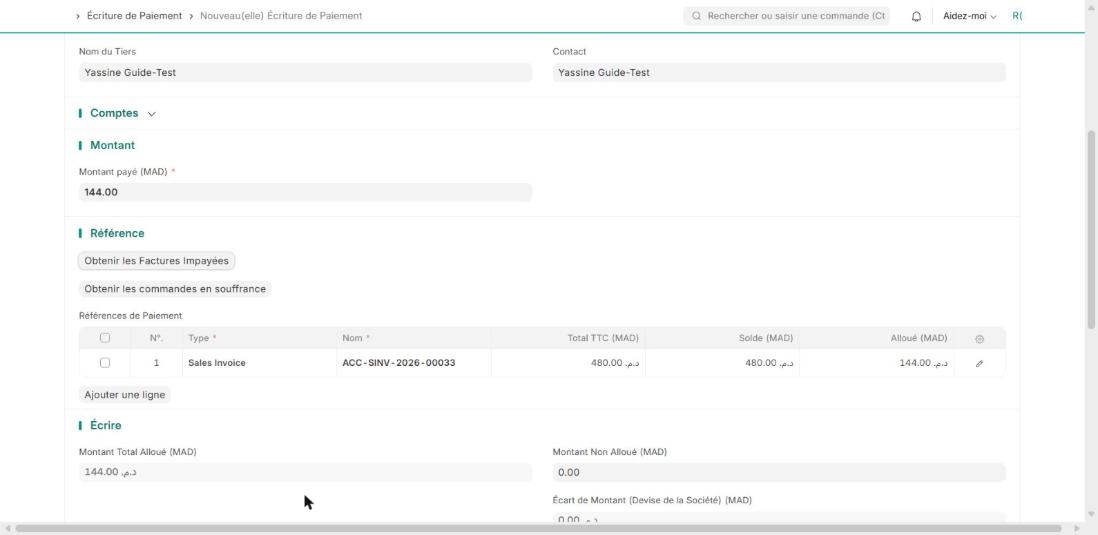 › Écriture de Paiement › Nouveau(elle) Écriture de Paiement
Rechercher ou saisir une commande (Ct
Aidez-moi
R(
Nom du Tiers
Contact
Yassine Guide-Test
Yassine Guide-Test
Comptes
Montant
Montant payé (MAD) *
144.00
Référence
Obtenir les Factures Impayées
Obtenir les commandes en souffrance
Références de Paiement
N°. Type * Nom * Total TTC (MAD) Solde (MAD) Alloué (MAD)
1 Sales Invoice ACC-SINV-2026-00033 480.00 د.م. 480.00 د.م. 144.00 د.م.
Ajouter une ligne
Écrire
Montant Total Alloué (MAD)
Montant Non Alloué (MAD)
144.00 د.م.
0.00
Écart de Montant (Devise de la Société) (MAD)
0.00 د.م.